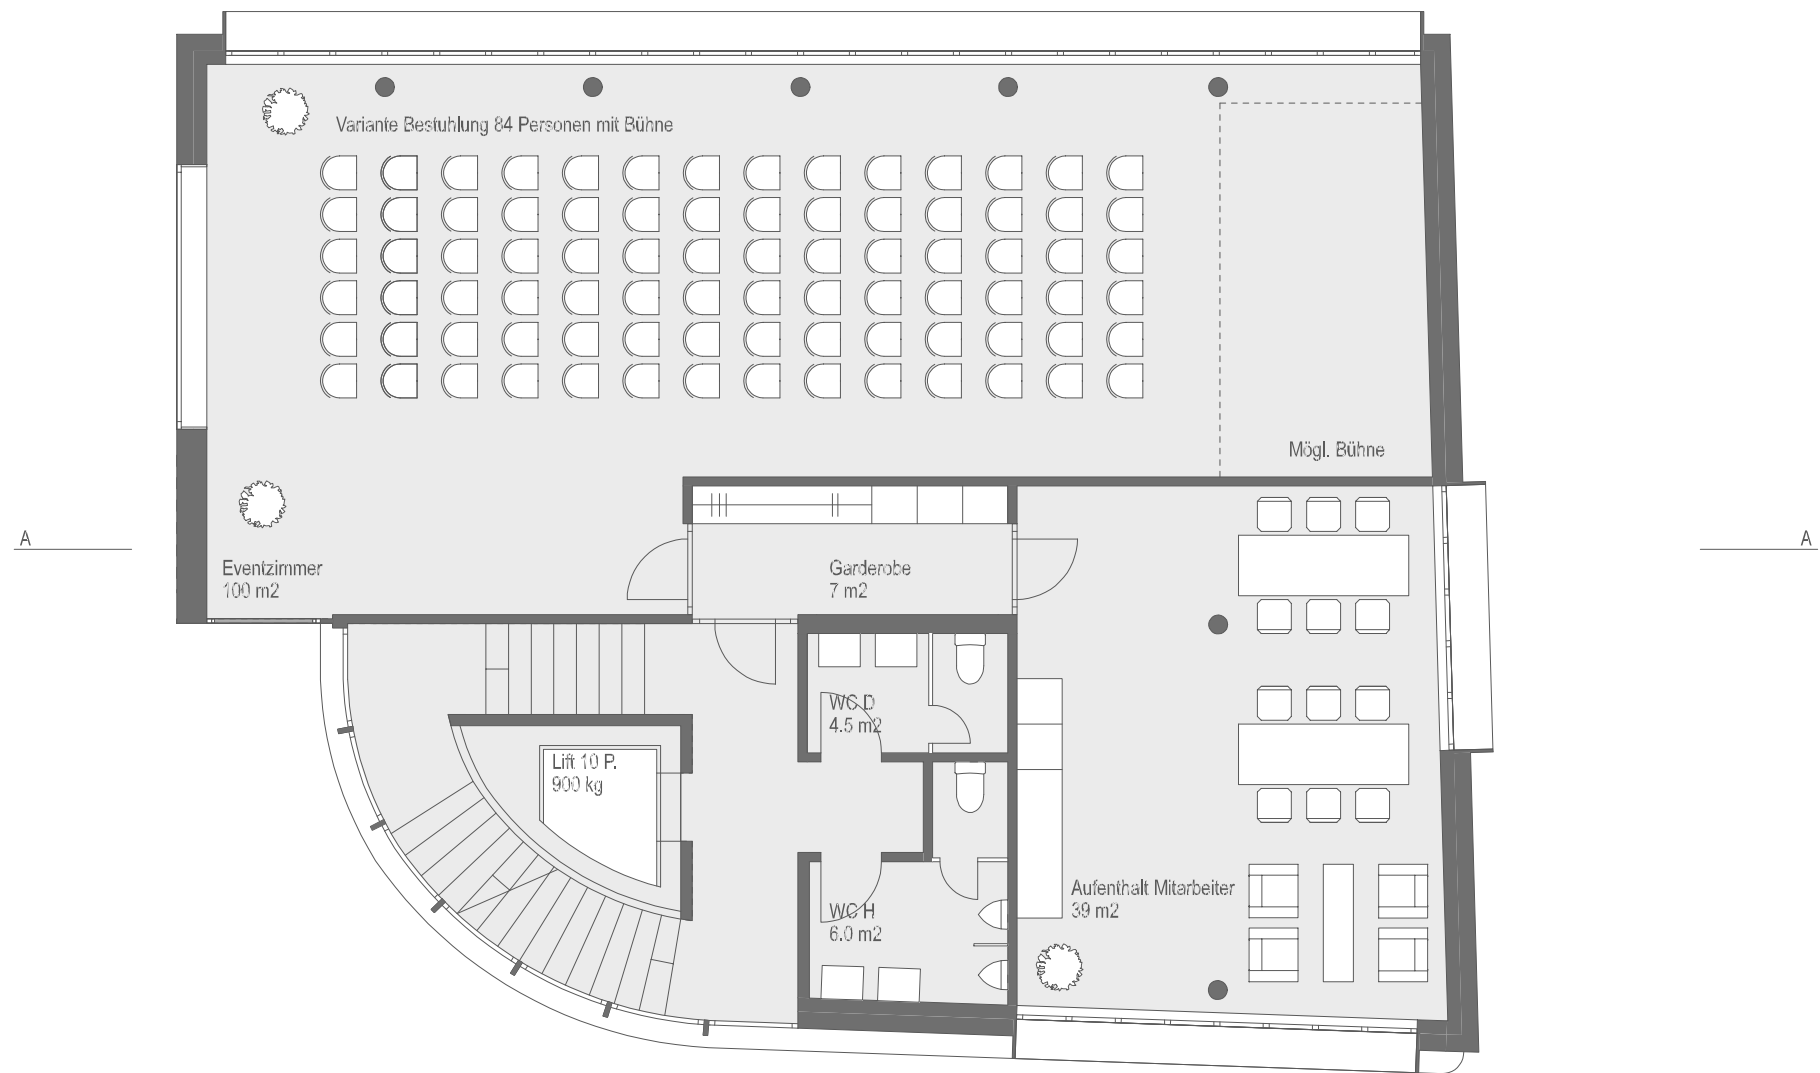 Variante Bestuhlung 84 Personen mit Bühne
Mögl. Bühne
A
A
Eventzimmer
100 m2
Garderobe
7 m2
WC D
4.5 m2
Lift 10 P.
900 kg
Aufenthalt Mitarbeiter
39 m2
WC H
6.0 m2